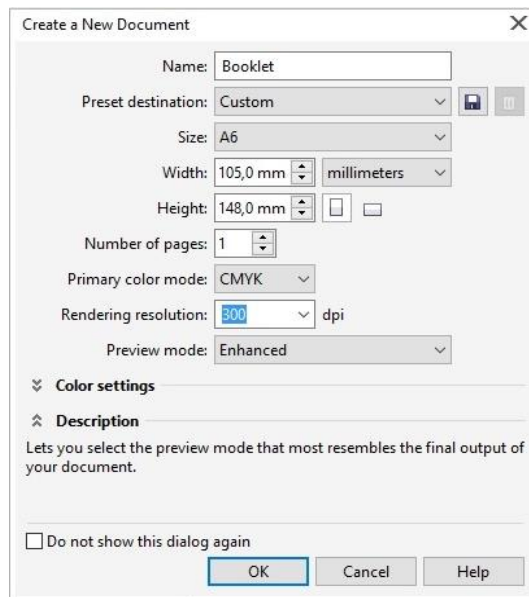 Create a New Document
Name: Booklet
Preset destination: Custom
Size: A6
Width: 105,0 mm millimeters
Height: 148,0 mm
Number of pages: 1
Primary color mode: CMYK
Rendering resolution: 300 dpi
Preview mode: Enhanced
Color settings
Description
Lets you select the preview mode that most resembles the final output of
your document.
Do not show this dialog again
OK Cancel Help